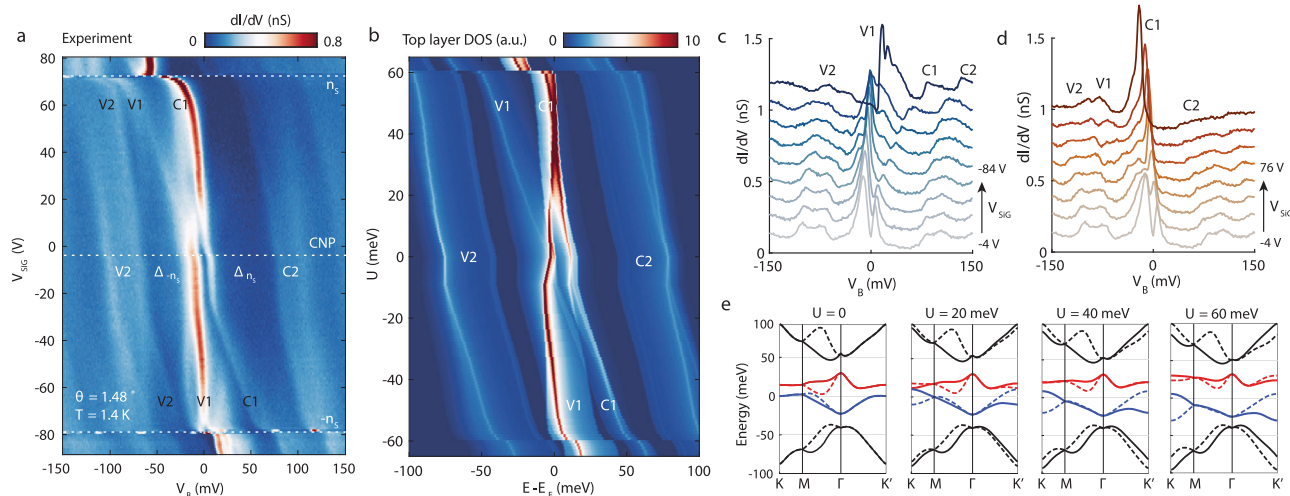 a
Experiment
dI/dV (nS)
0
0.8
80
60
40
20
0
-20
-40
-60
-80
V_SiG (V)
n_s
V2
V1
C1
CNP
V2
Δ_-n_s
Δ_n_s
C2
V2
V1
C1
θ = 1.48 °
T = 1.4 K
-n_s
-150
-100
-50
0
50
100
150
V_B (mV)
b
Top layer DOS (a.u.)
0
10
60
40
20
0
-20
-40
-60
U (meV)
V1
C1
V2
C2
V1
C1
-100
-50
0
50
100
E-E_F (meV)
c
V1
V2
C1
C2
1.5
1
0.5
0
dI/dV (nS)
-84 V
V_SiG
-4 V
-150
0
150
V_B (mV)
d
C1
V2
V1
C2
1
0.5
0
dI/dV (nS)
76 V
V_SiG
-4 V
-150
0
150
V_B (mV)
e
U = 0
U = 20 meV
U = 40 meV
U = 60 meV
100
50
0
-50
-100
Energy (meV)
K M Γ K′
K M Γ K′
K M Γ K′
K M Γ K′